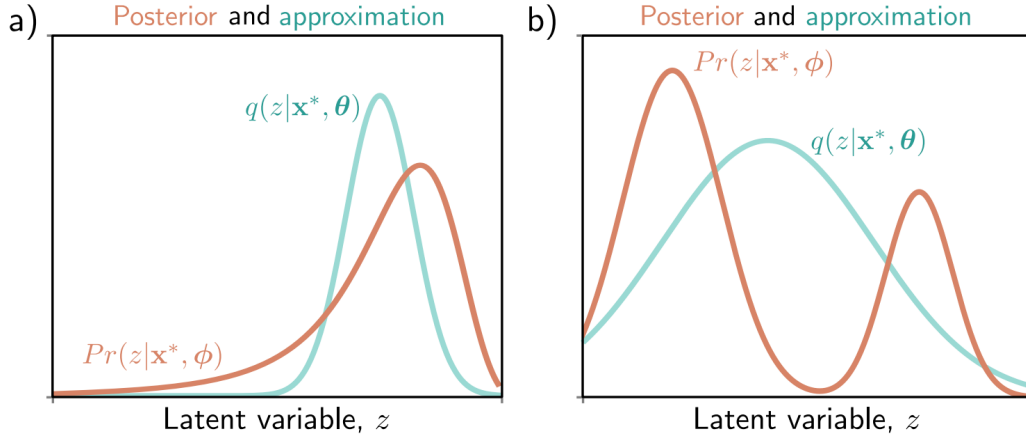 a) Posterior and approximation
q(z|x*, θ)
Pr(z|x*, ϕ)
Latent variable, z
b) Posterior and approximation
Pr(z|x*, ϕ)
q(z|x*, θ)
Latent variable, z